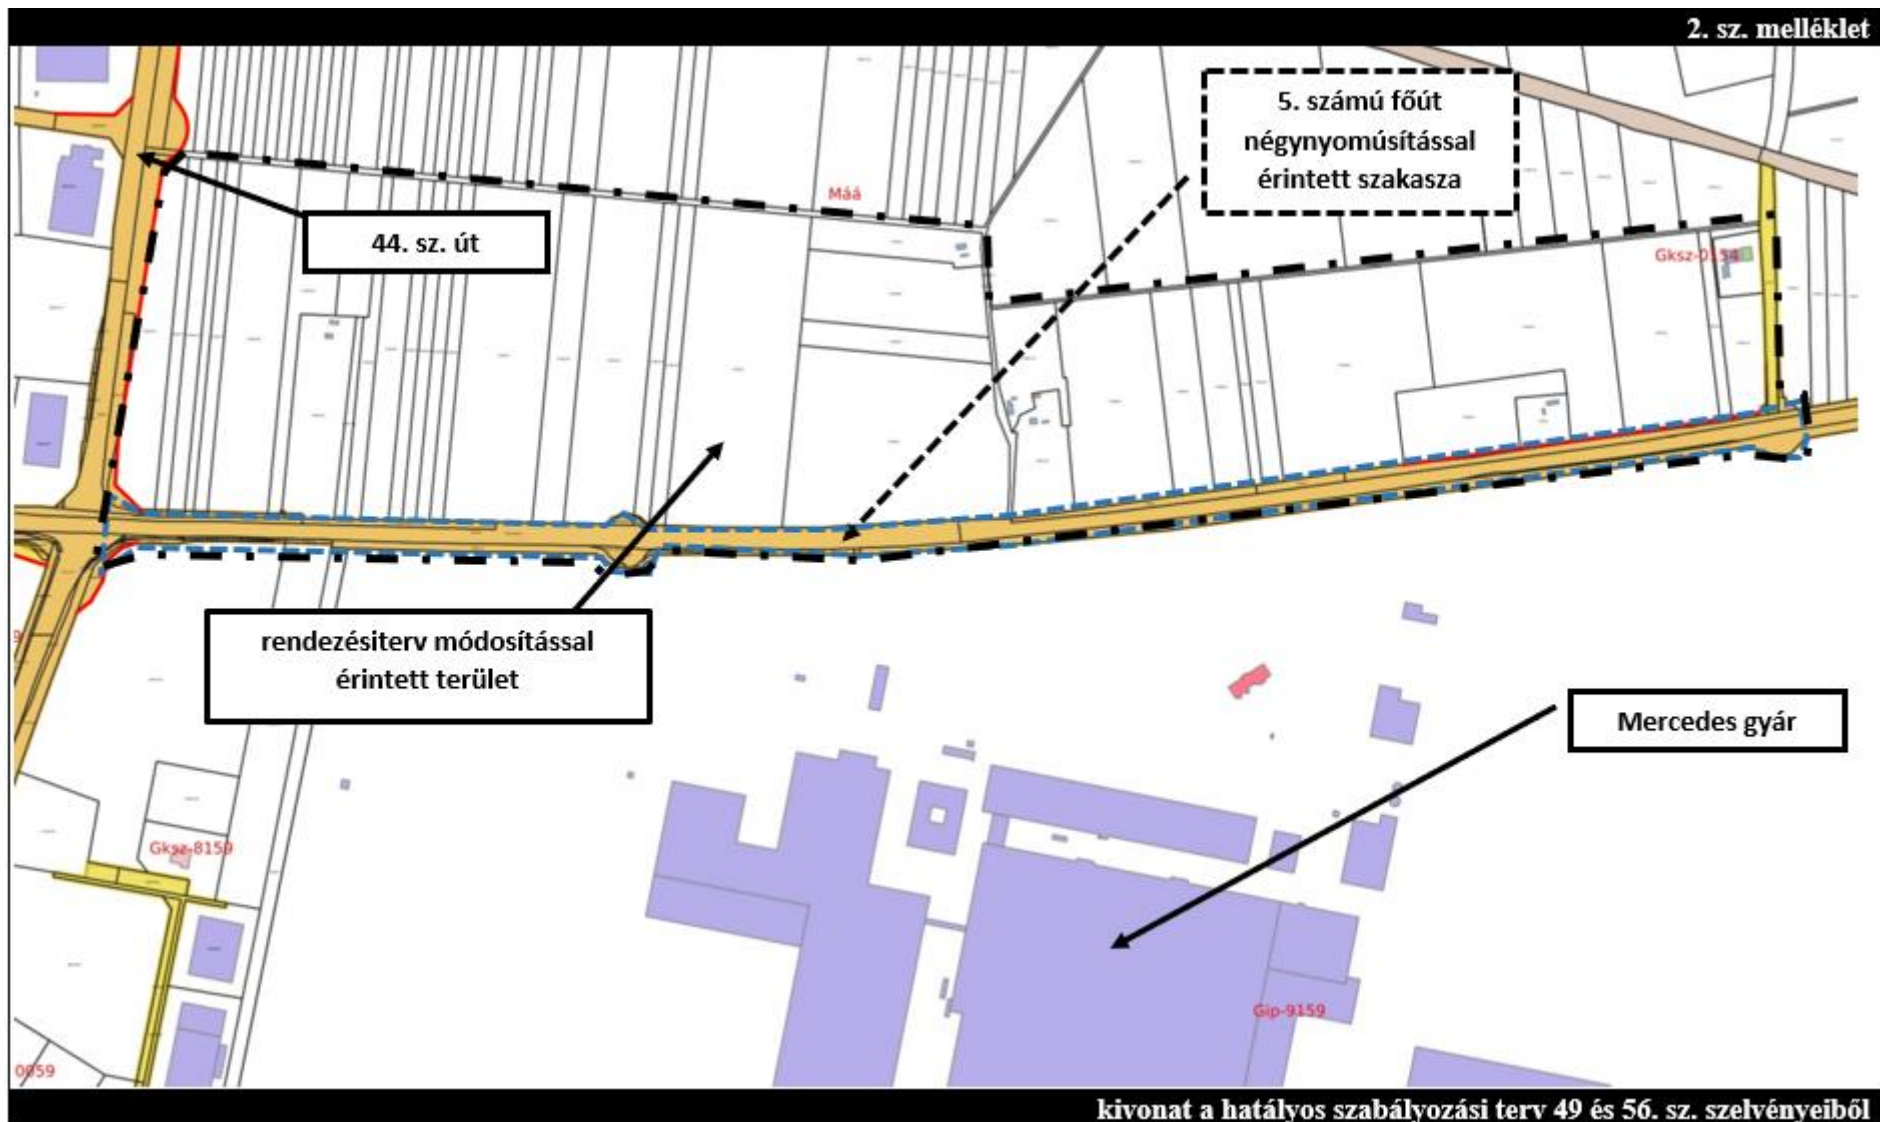 2. sz. melléklet
5. számú főút
négynyomúsítással
érintett szakasza
Máá
44. sz. út
Gksz-0154
rendezésiterv módosítással
érintett terület
Mercedes gyár
Gksz-8159
Gip-9159
0059
kivonat a hatályos szabályozási terv 49 és 56. sz. szelvényeiből